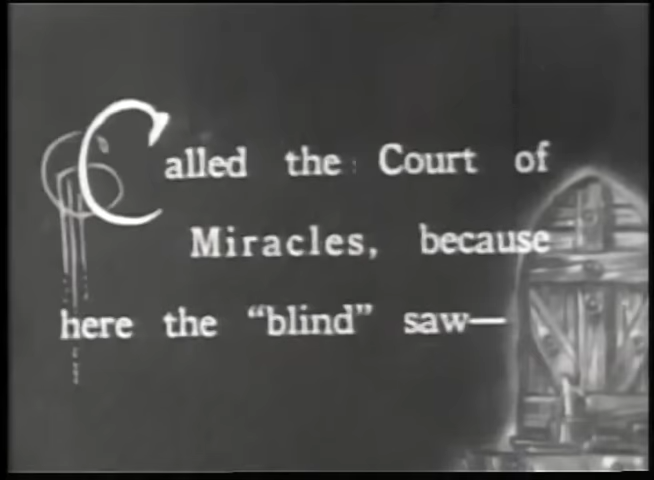 Called the Court of
Miracles, because
here the “blind” saw—